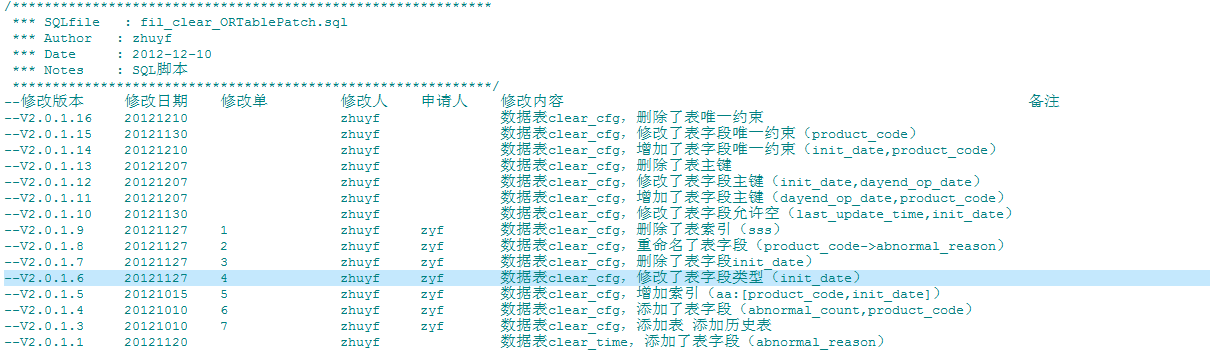 /************************************************************
*** SQLfile : fil_clear_ORTablePatch.sql
*** Author : zhuyf
*** Date : 2012-12-10
*** Notes : SQL脚本
************************************************************/
--修改版本 修改日期 修改单 修改人 申请人 修改内容 备注
--V2.0.1.16 20121210 zhuyf 数据表clear_cfg，删除了表唯一约束
--V2.0.1.15 20121130 zhuyf 数据表clear_cfg，修改了表字段唯一约束（product_code）
--V2.0.1.14 20121210 zhuyf 数据表clear_cfg，增加了表字段唯一约束（init_date,product_code）
--V2.0.1.13 20121207 zhuyf 数据表clear_cfg，删除了表主键
--V2.0.1.12 20121207 zhuyf 数据表clear_cfg，修改了表字段主键（init_date,dayend_op_date）
--V2.0.1.11 20121207 zhuyf 数据表clear_cfg，增加了表字段主键（dayend_op_date,product_code）
--V2.0.1.10 20121130 zhuyf 数据表clear_cfg，修改了表字段允许空（last_update_time,init_date）
--V2.0.1.9 20121127 1 zhuyf zyf 数据表clear_cfg，删除了表索引（sss）
--V2.0.1.8 20121127 2 zhuyf zyf 数据表clear_cfg，重命名了表字段（product_code->abnormal_reason）
--V2.0.1.7 20121127 3 zhuyf zyf 数据表clear_cfg，删除了表字段init_date）
--V2.0.1.6 20121127 4 zhuyf zyf 数据表clear_cfg，修改了表字段类型（init_date）
--V2.0.1.5 20121015 5 zhuyf zyf 数据表clear_cfg，增加索引（aa:[product_code,init_date]）
--V2.0.1.4 20121010 6 zhuyf zyf 数据表clear_cfg，添加了表字段（abnormal_count,product_code）
--V2.0.1.3 20121010 7 zhuyf zyf 数据表clear_cfg，添加表 添加历史表
--V2.0.1.1 20121120 zhuyf 数据表clear_time，添加了表字段（abnormal_reason）